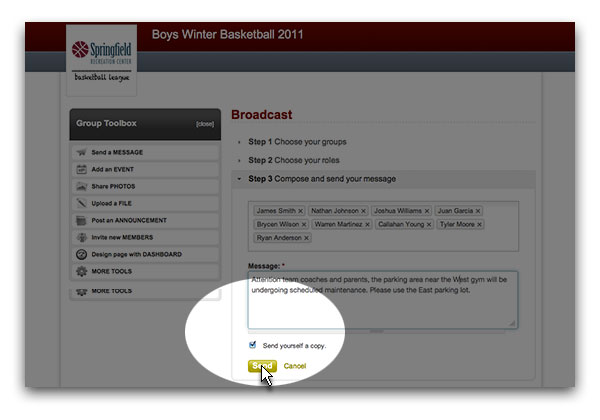 Boys Winter Basketball 2011
Springfield
RECREATION CENTER
basketball league
Group Toolbox [close]
Send a MESSAGE
Add an EVENT
Share PHOTOS
Upload a FILE
Post an ANNOUNCEMENT
Invite new MEMBERS
Design page with DASHBOARD
MORE TOOLS
MORE TOOLS
Broadcast
Step 1 Choose your groups
Step 2 Choose your roles
Step 3 Compose and send your message
James Smith × Nathan Johnson × Joshua Williams × Juan Garcia ×
Brycen Wilson × Warren Martinez × Callahan Young × Tyler Moore ×
Ryan Anderson ×
Message: *
Attention team coaches and parents, the parking area near the West gym will be
undergoing scheduled maintenance. Please use the East parking lot.
Send yourself a copy.
Send Cancel